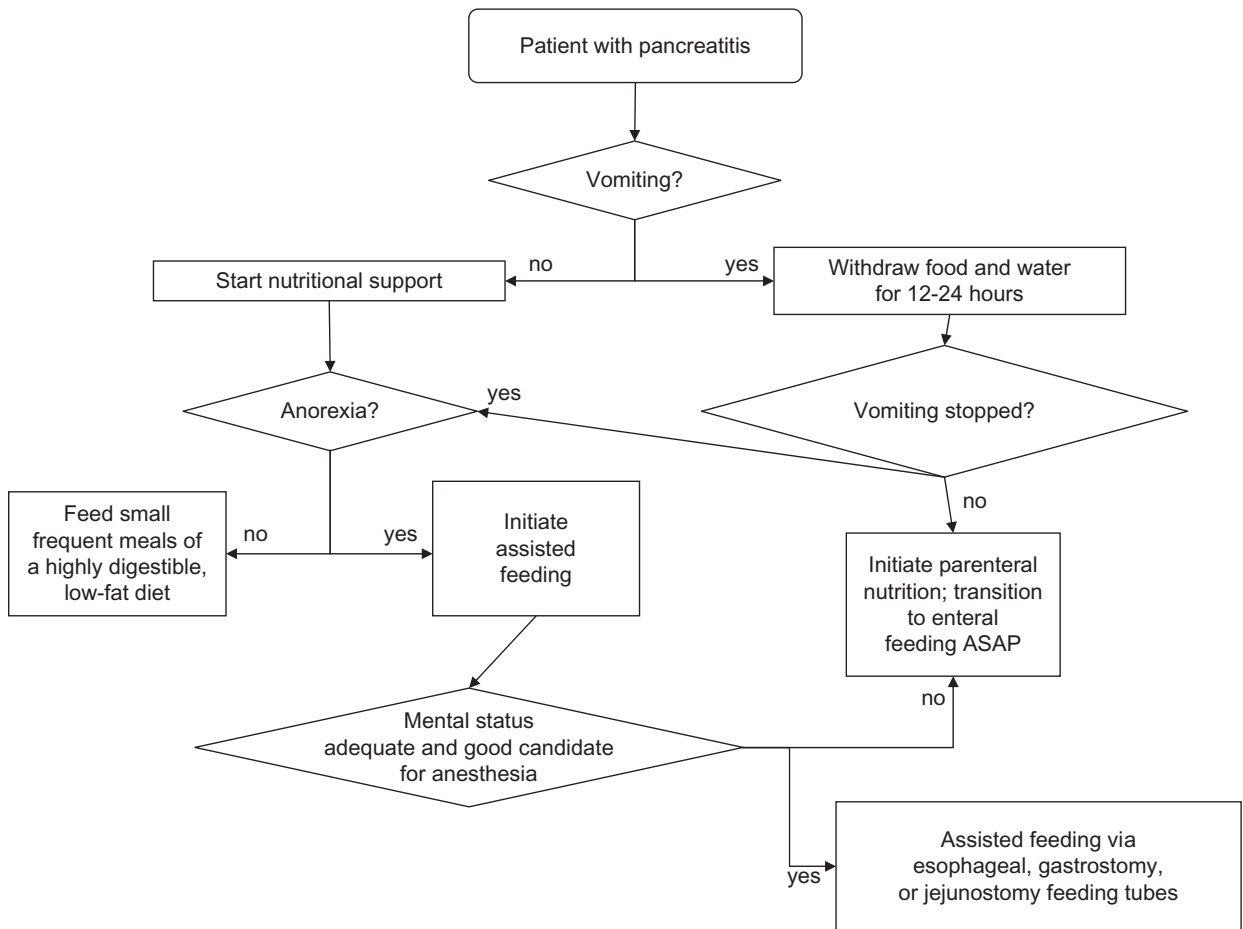 Patient with pancreatitis
Vomiting?
no
yes
Start nutritional support
Withdraw food and water
for 12-24 hours
Anorexia?
yes
Vomiting stopped?
no
Feed small
frequent meals of
a highly digestible,
low-fat diet
no
yes
Initiate
assisted
feeding
Initiate parenteral
nutrition; transition
to enteral
feeding ASAP
Mental status
adequate and good candidate
for anesthesia
no
yes
Assisted feeding via
esophageal, gastrostomy,
or jejunostomy feeding tubes